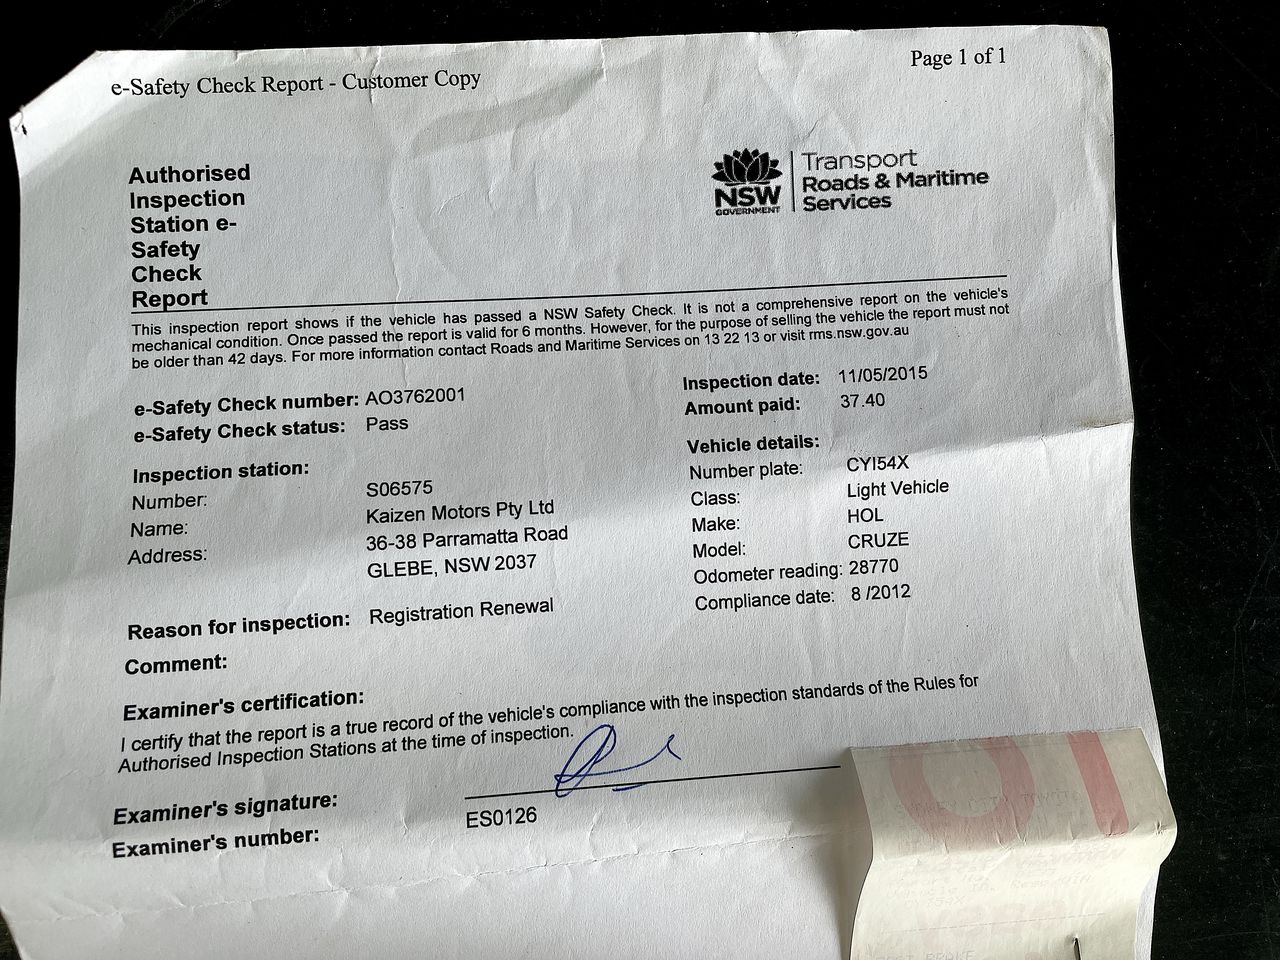 e-Safety Check Report - Customer Copy
Page 1 of 1
Authorised
Inspection
Station e-
Safety
Check
Report
NSW
GOVERNMENT
Transport
Roads & Maritime
Services
This inspection report shows if the vehicle has passed a NSW Safety Check. It is not a comprehensive report on the vehicle's
mechanical condition. Once passed the report is valid for 6 months. However, for the purpose of selling the vehicle the report must not
be older than 42 days. For more information contact Roads and Maritime Services on 13 22 13 or visit rms.nsw.gov.au
e-Safety Check number: AO3762001
e-Safety Check status: Pass
Inspection date: 11/05/2015
Amount paid: 37.40
Inspection station:
Number: S06575
Name: Kaizen Motors Pty Ltd
Address: 36-38 Parramatta Road
GLEBE, NSW 2037
Vehicle details:
Number plate: CYI54X
Class: Light Vehicle
Make: HOL
Model: CRUZE
Odometer reading: 28770
Compliance date: 8 /2012
Reason for inspection: Registration Renewal
Comment:
Examiner's certification:
I certify that the report is a true record of the vehicle's compliance with the inspection standards of the Rules for
Authorised Inspection Stations at the time of inspection.
Examiner's signature:
Examiner's number: ES0126